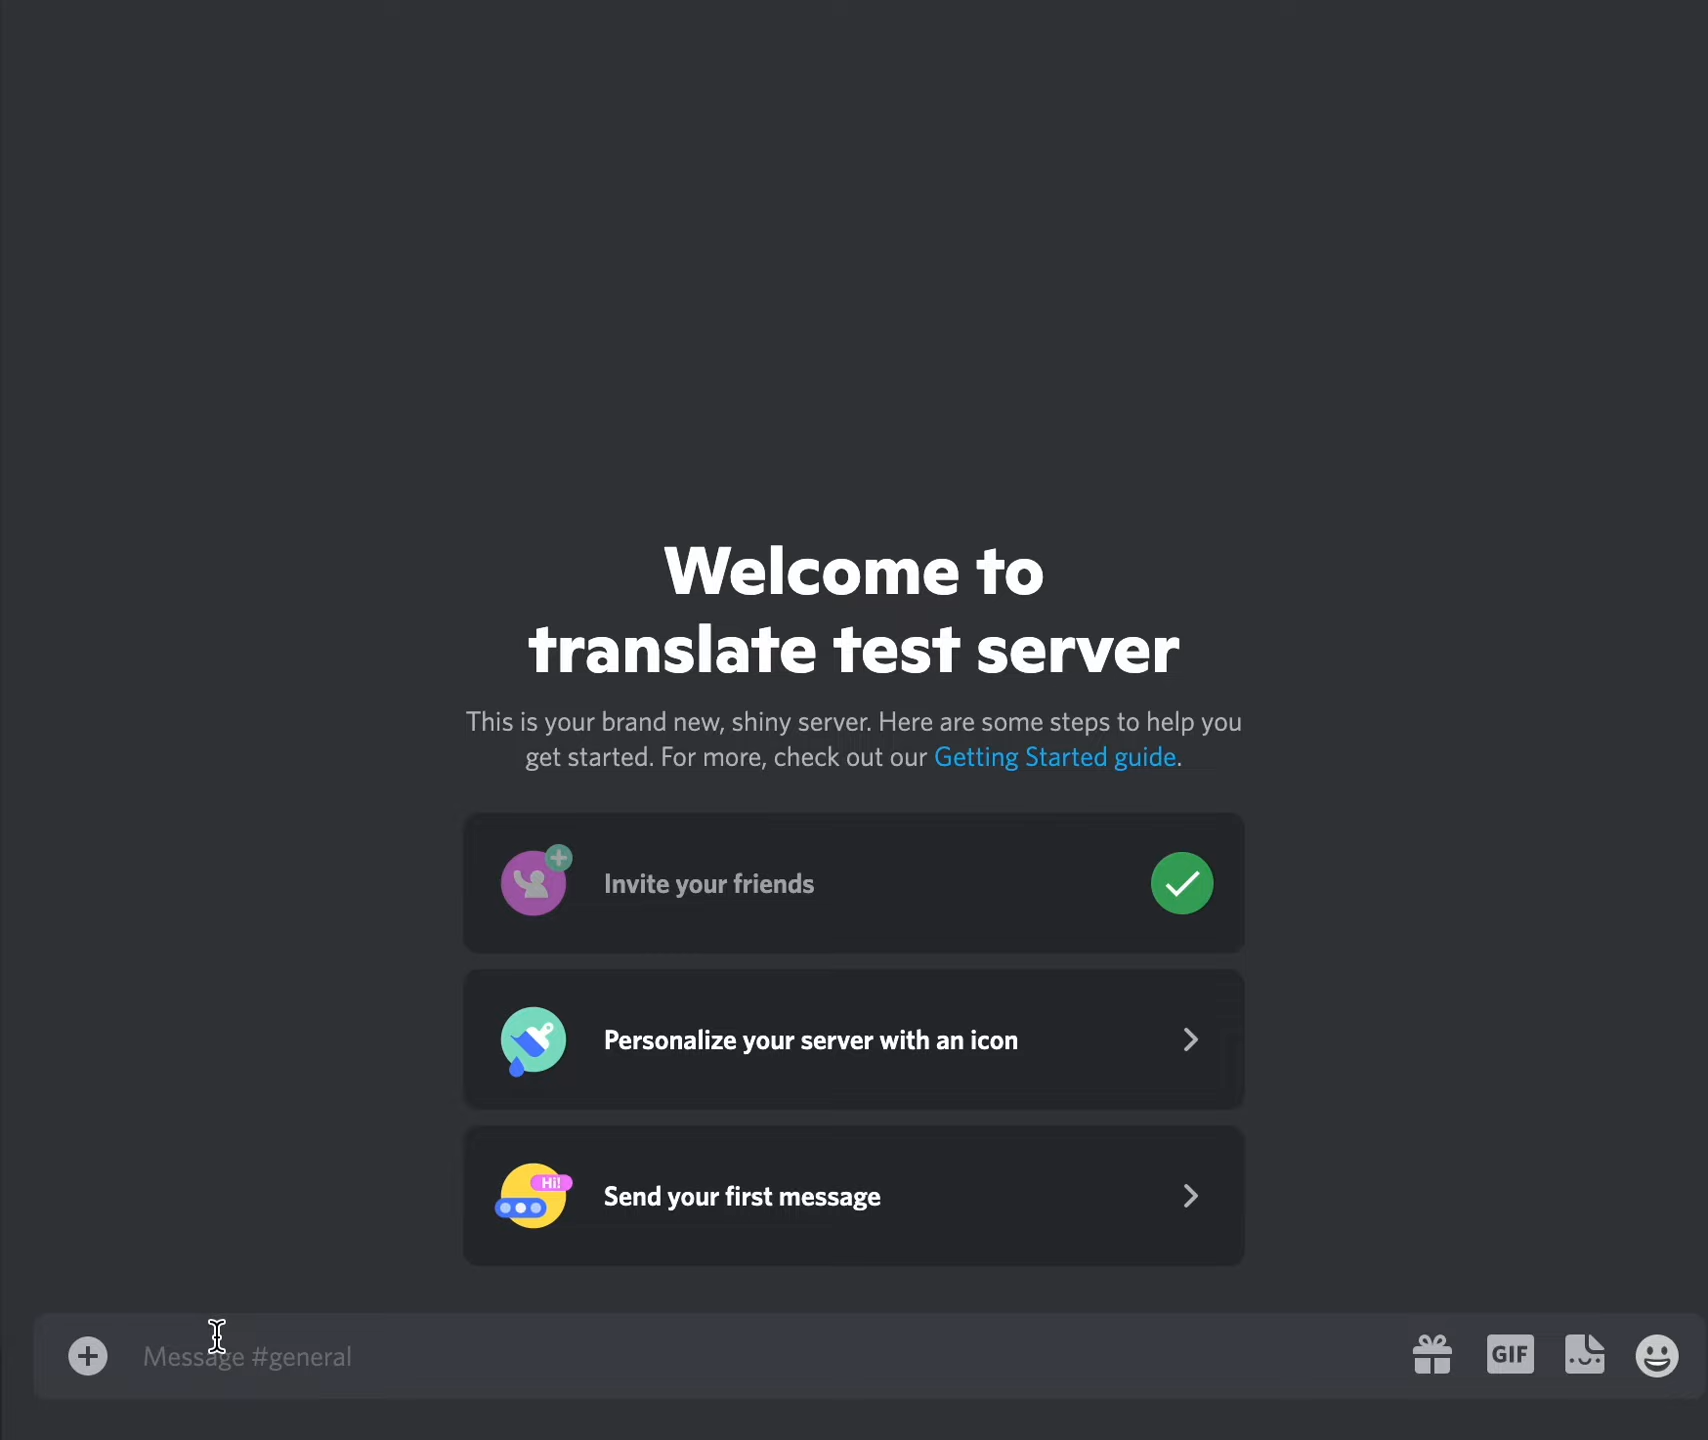 Welcome to
translate test server
This is your brand new, shiny server. Here are some steps to help you
get started. For more, check out our Getting Started guide.
Invite your friends
Personalize your server with an icon
Hi!
Send your first message
Message #general
GIF